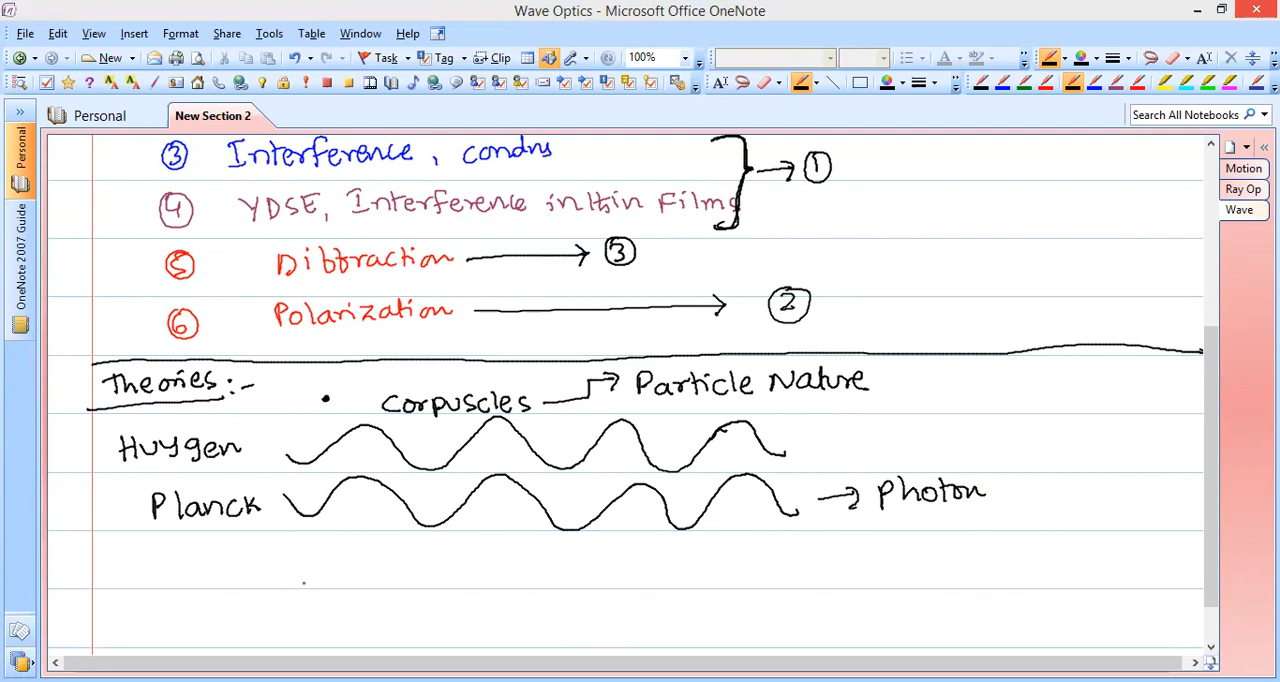 Wave Optics - Microsoft Office OneNote
File Edit View Insert Format Share Tools Table Window Help
New Task Tag Clip 100%
Personal New Section 2 Search All Notebooks
Personal
OneNote 2007 Guide
Motion
Ray Op
Wave
③ Interference, condns → ①
④ YDSE, Interference in thin Films
⑤ Diffraction → ③
⑥ Polarization → ②
Theories :-
• corpuscles → Particle Nature
Huygen
Planck → Photon